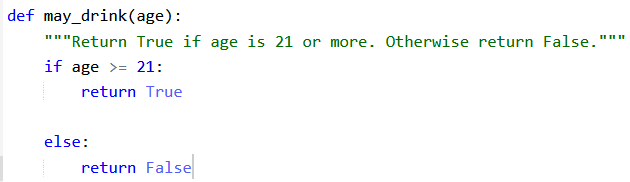 def may_drink(age):
    """Return True if age is 21 or more. Otherwise return False."""
    if age >= 21:
        return True
    else:
        return False